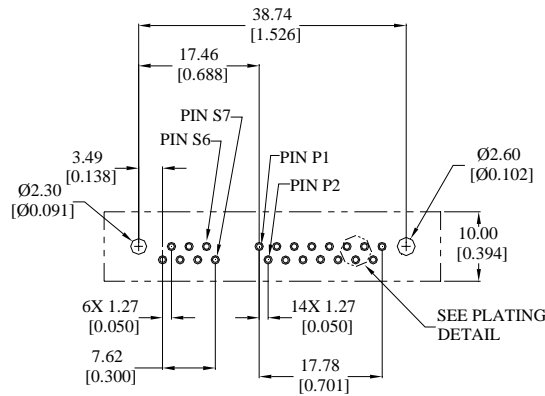 38.74
[1.526]
17.46
[0.688]
PIN S7
3.49
[0.138]
PIN S6
PIN P1
Ø2.60
[Ø0.102]
Ø2.30
[Ø0.091]
PIN P2
10.00
[0.394]
6X 1.27
[0.050]
14X 1.27
[0.050]
SEE PLATING
DETAIL
7.62
[0.300]
17.78
[0.701]